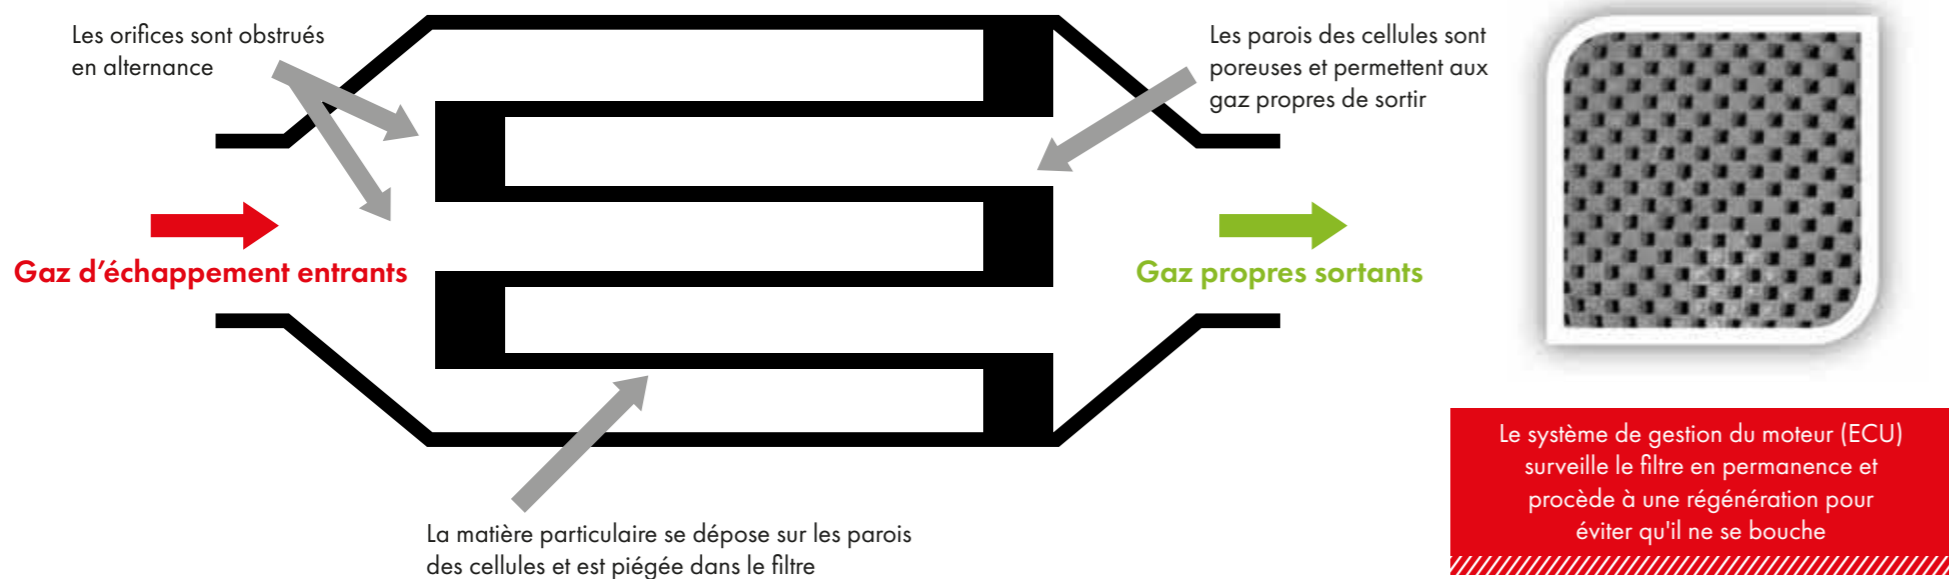 Les orifices sont obstrués
en alternance
Les parois des cellules sont
poreuses et permettent aux
gaz propres de sortir
Gaz d’échappement entrants
Gaz propres sortants
La matière particulaire se dépose sur les parois
des cellules et est piégée dans le filtre
Le système de gestion du moteur (ECU)
surveille le filtre en permanence et
procède à une régénération pour
éviter qu'il ne se bouche